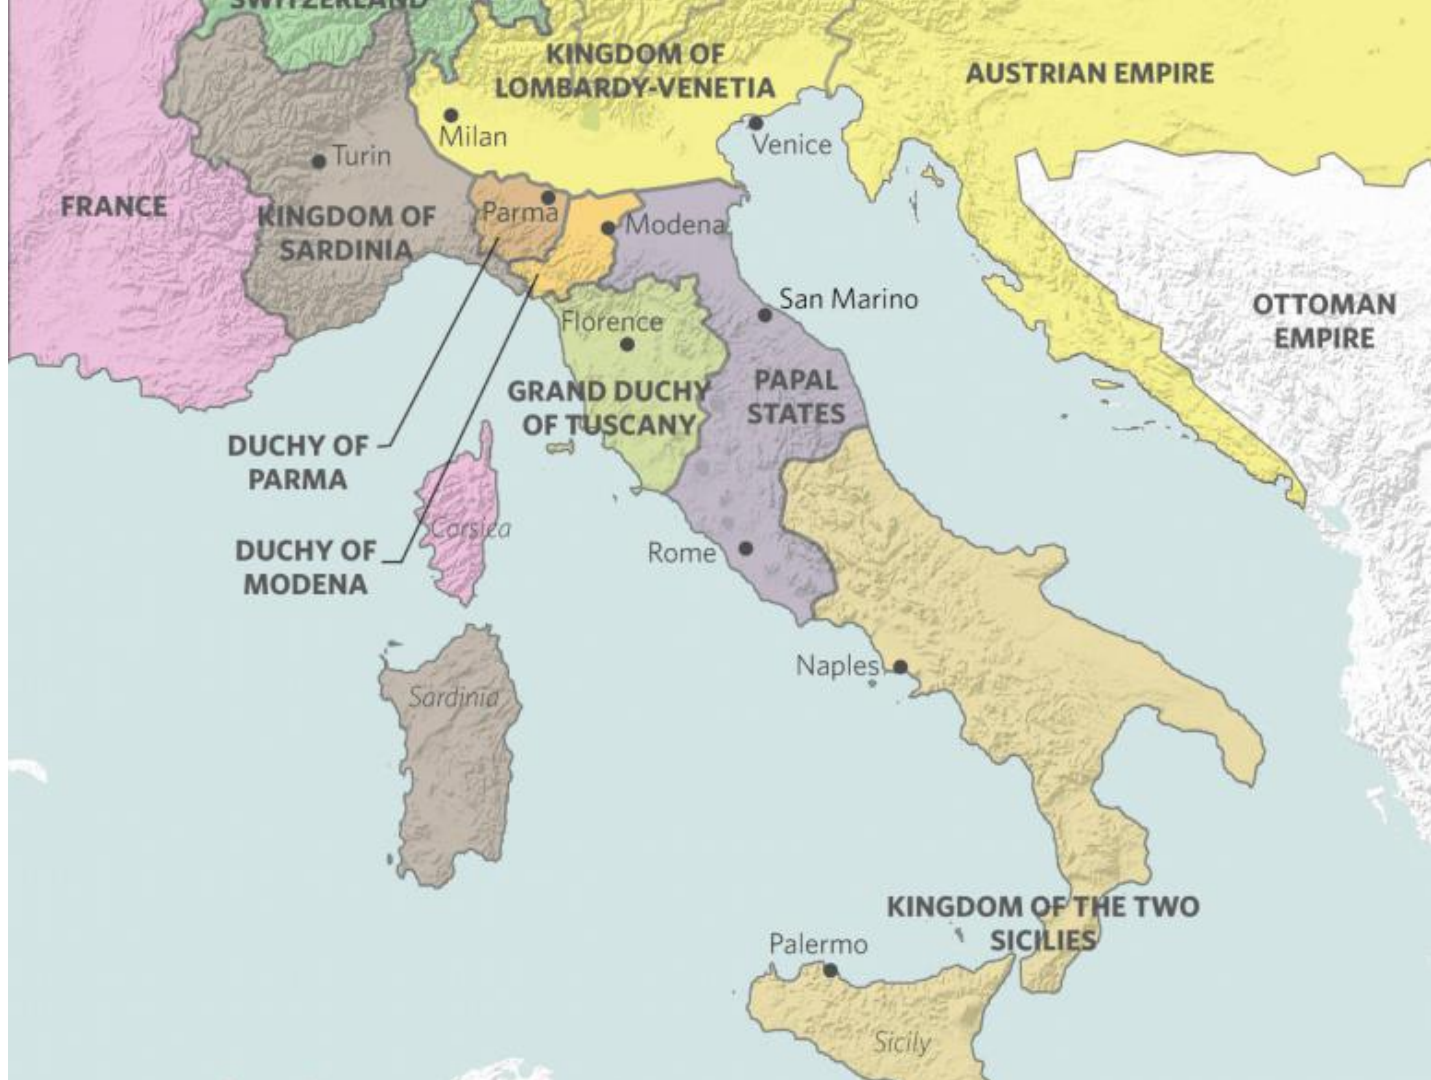 SWITZERLAND
KINGDOM OF
LOMBARDY-VENETIA
AUSTRIAN EMPIRE
Milan
Venice
Turin
FRANCE
KINGDOM OF
SARDINIA
Parma
Modena
San Marino
OTTOMAN
EMPIRE
Florence
GRAND DUCHY
OF TUSCANY
PAPAL
STATES
DUCHY OF
PARMA
Corsica
DUCHY OF
MODENA
Rome
Naples
Sardinia
KINGDOM OF THE TWO
SICILIES
Palermo
Sicily